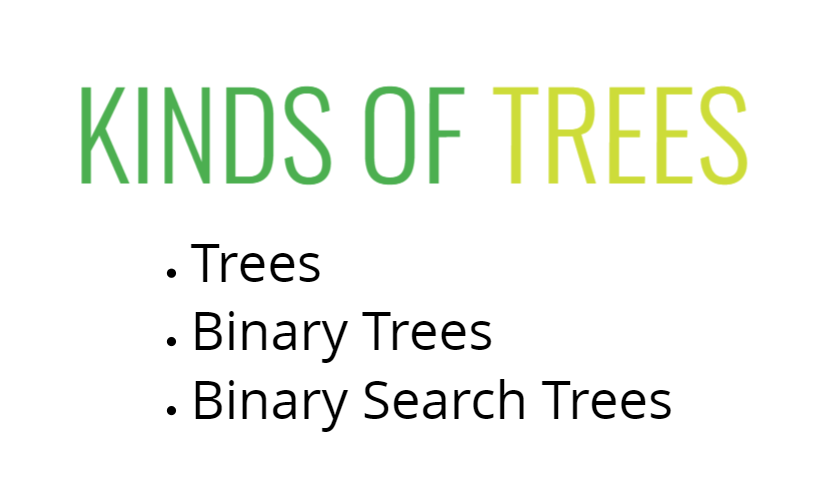 KINDS OF TREES
• Trees
• Binary Trees
• Binary Search Trees